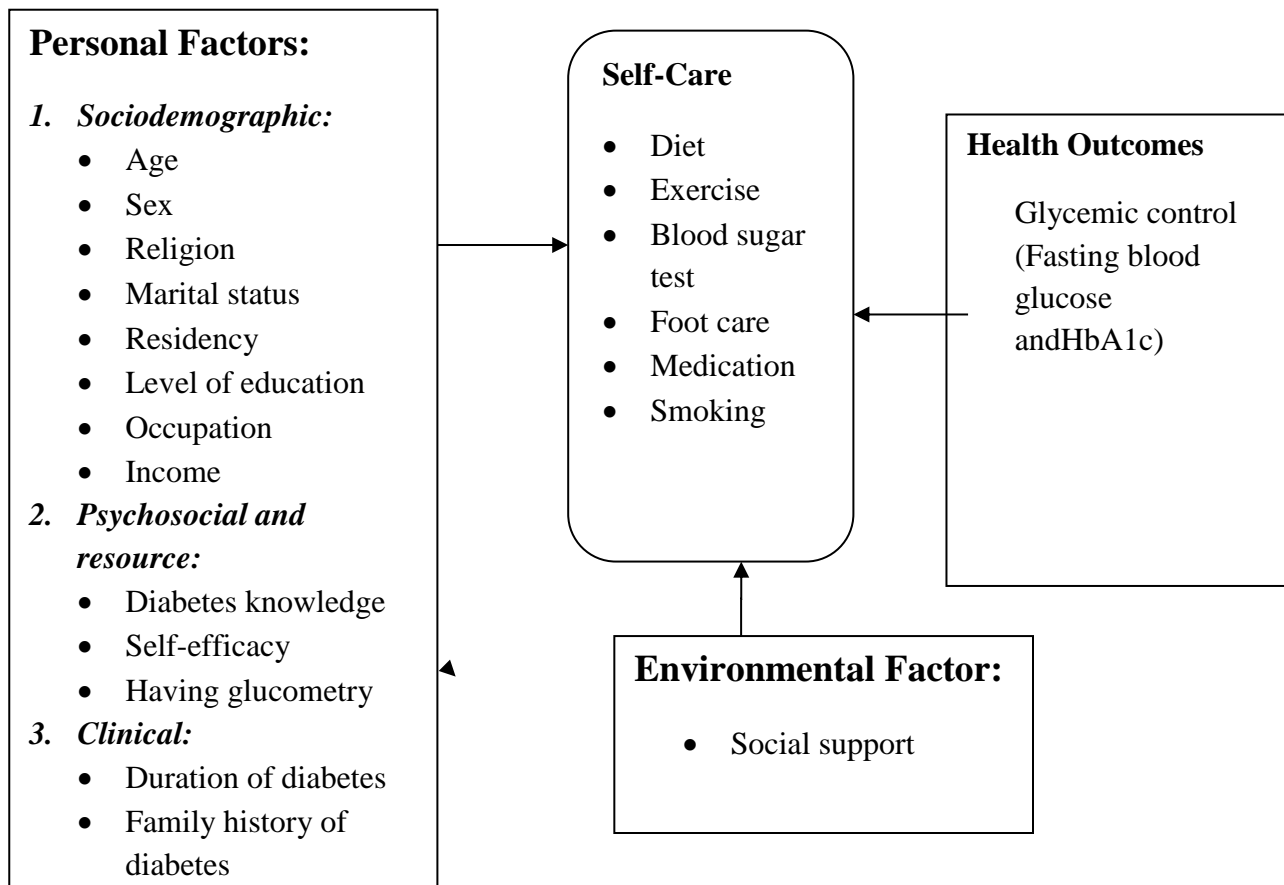 Personal Factors:
1. Sociodemographic:
• Age
• Sex
• Religion
• Marital status
• Residency
• Level of education
• Occupation
• Income
2. Psychosocial and
resource:
• Diabetes knowledge
• Self-efficacy
• Having glucometry
3. Clinical:
• Duration of diabetes
• Family history of
diabetes
Self-Care
• Diet
• Exercise
• Blood sugar
test
• Foot care
• Medication
• Smoking
Health Outcomes
Glycemic control
(Fasting blood
glucose
andHbA1c)
Environmental Factor:
• Social support